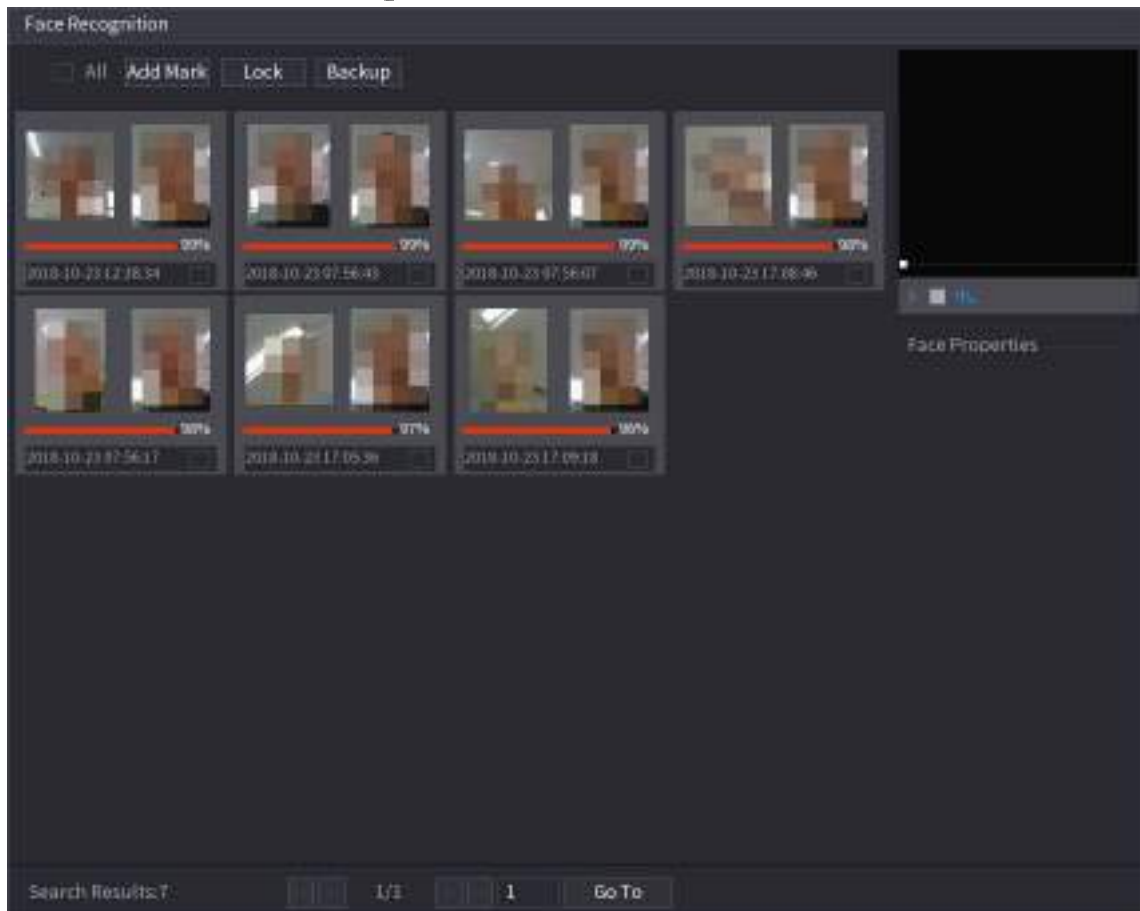 Face Recognition
All Add Mark Lock Backup
99% 99% 99% 98%
2018-10-23 12:38:34 2018-10-23 07:56:43 2018-10-23 07:56:07 2018-10-23 17:08:46
Face Properties
98% 97% 96%
2018-10-23 07:56:17 2018-10-23 17:05:36 2018-10-23 17:09:18
Search Results:7 1/1 1 Go To